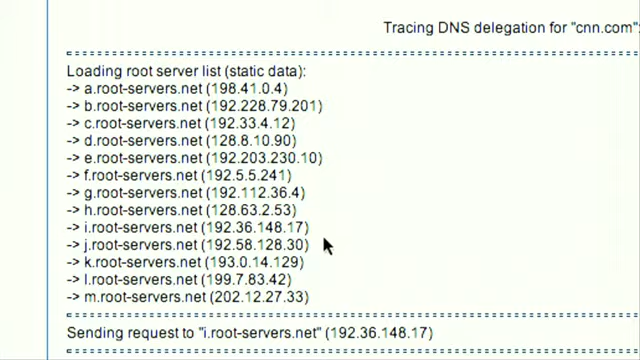 Tracing DNS delegation for "cnn.com":
Loading root server list (static data):
-> a.root-servers.net (198.41.0.4)
-> b.root-servers.net (192.228.79.201)
-> c.root-servers.net (192.33.4.12)
-> d.root-servers.net (128.8.10.90)
-> e.root-servers.net (192.203.230.10)
-> f.root-servers.net (192.5.5.241)
-> g.root-servers.net (192.112.36.4)
-> h.root-servers.net (128.63.2.53)
-> i.root-servers.net (192.36.148.17)
-> j.root-servers.net (192.58.128.30)
-> k.root-servers.net (193.0.14.129)
-> l.root-servers.net (199.7.83.42)
-> m.root-servers.net (202.12.27.33)
Sending request to "i.root-servers.net" (192.36.148.17)